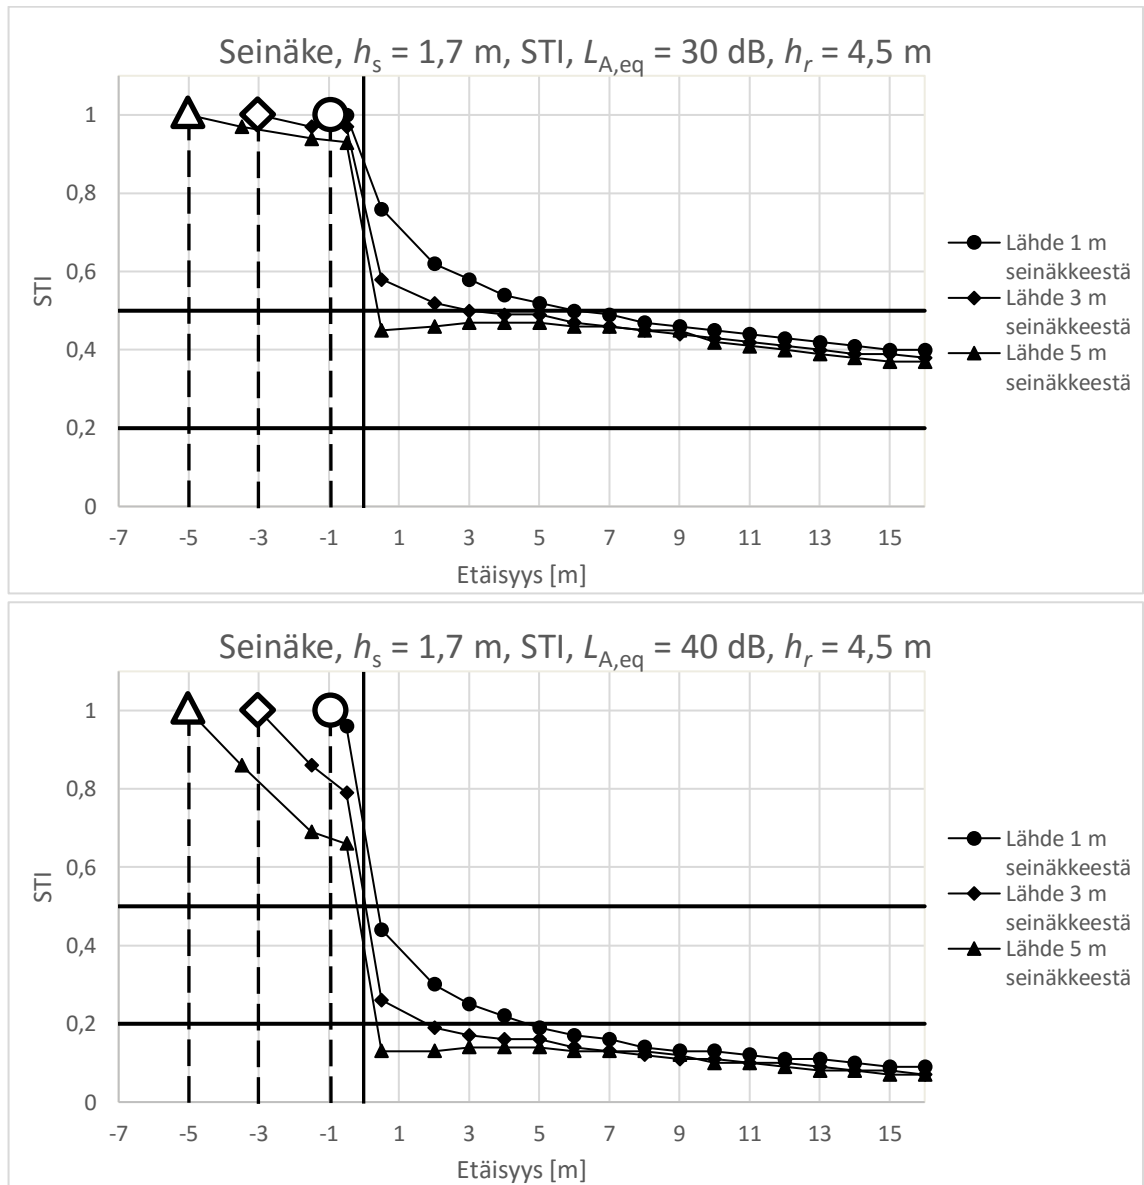 Seinäke, hs = 1,7 m, STI, LA,eq = 30 dB, hr = 4,5 m
1
0,8
0,6
0,4
0,2
0
STI
-7 -5 -3 -1 1 3 5 7 9 11 13 15
Etäisyys [m]
Lähde 1 m
seinäkkeestä
Lähde 3 m
seinäkkeestä
Lähde 5 m
seinäkkeestä
Seinäke, hs = 1,7 m, STI, LA,eq = 40 dB, hr = 4,5 m
1
0,8
0,6
0,4
0,2
0
STI
-7 -5 -3 -1 1 3 5 7 9 11 13 15
Etäisyys [m]
Lähde 1 m
seinäkkeestä
Lähde 3 m
seinäkkeestä
Lähde 5 m
seinäkkeestä